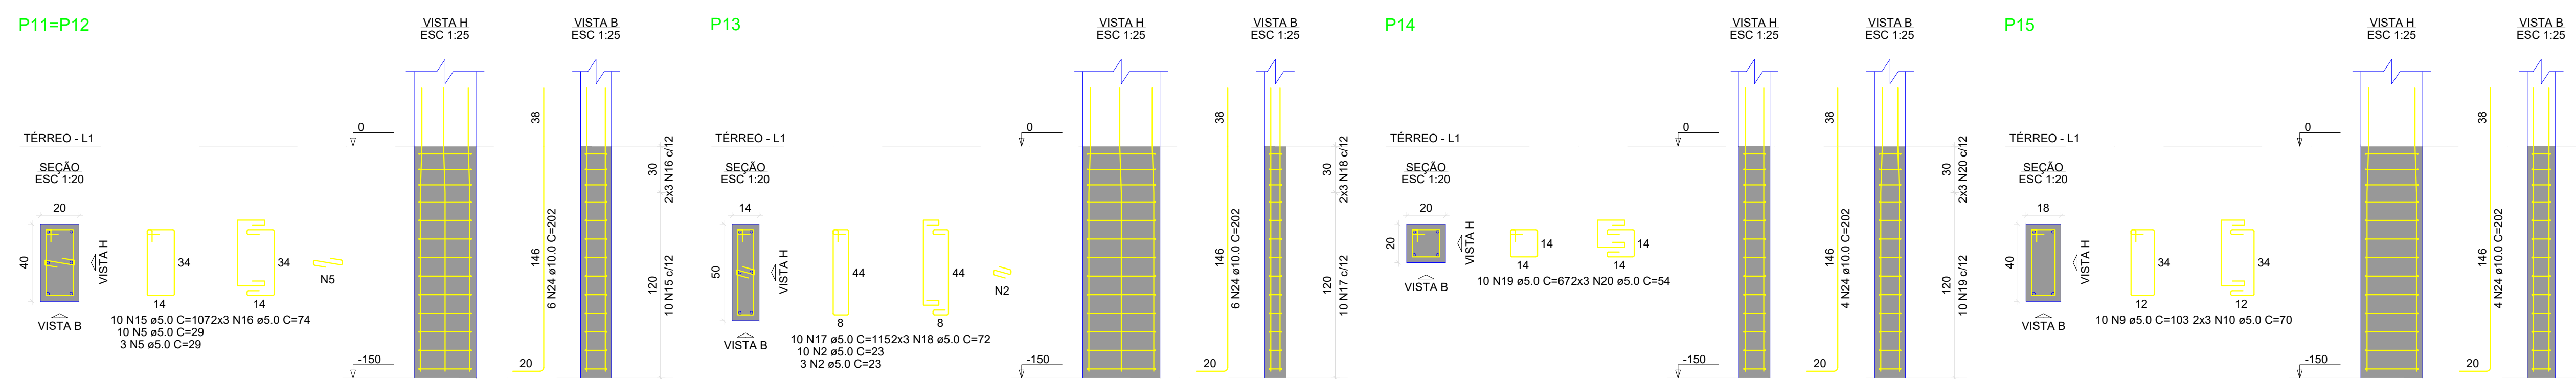 P11=P12
VISTA H
ESC 1:25
VISTA B
ESC 1:25
TÉRREO - L1
0
38
SEÇÃO
ESC 1:20
20
40
VISTA H
VISTA B
34
14
34
14
N5
10 N15 ø5.0 C=1072x3 N16 ø5.0 C=74
10 N5 ø5.0 C=29
3 N5 ø5.0 C=29
-150
146
6 N24 ø10.0 C=202
20
30
2x3 N16 c/12
120
10 N15 c/12
P13
VISTA H
ESC 1:25
VISTA B
ESC 1:25
TÉRREO - L1
0
38
SEÇÃO
ESC 1:20
14
50
VISTA H
VISTA B
44
8
44
8
N2
10 N17 ø5.0 C=1152x3 N18 ø5.0 C=72
10 N2 ø5.0 C=23
3 N2 ø5.0 C=23
-150
146
6 N24 ø10.0 C=202
20
30
2x3 N18 c/12
120
10 N17 c/12
P14
VISTA H
ESC 1:25
VISTA B
ESC 1:25
TÉRREO - L1
0
38
SEÇÃO
ESC 1:20
20
20
VISTA H
VISTA B
14
14
14
14
10 N19 ø5.0 C=672x3 N20 ø5.0 C=54
-150
146
4 N24 ø10.0 C=202
20
30
2x3 N20 c/12
120
10 N19 c/12
P15
VISTA H
ESC 1:25
VISTA B
ESC 1:25
TÉRREO - L1
0
38
SEÇÃO
ESC 1:20
18
40
VISTA H
VISTA B
34
12
34
12
10 N9 ø5.0 C=103 2x3 N10 ø5.0 C=70
-150
146
4 N24 ø10.0 C=202
20